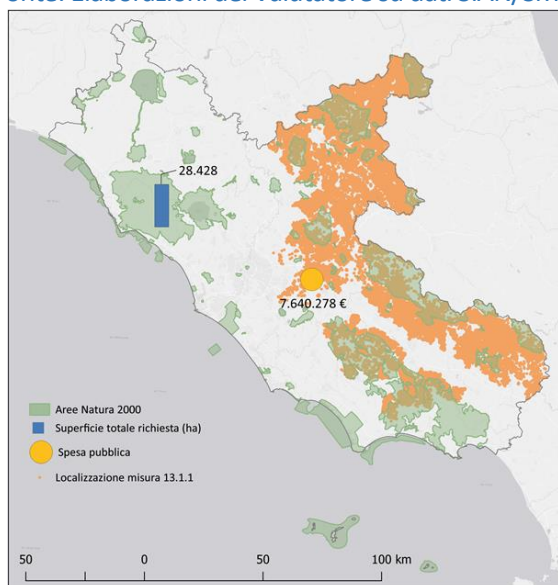 28.428
7.640.278 €
Aree Natura 2000
Superficie totale richiesta (ha)
Spesa pubblica
Localizzazione misura 13.1.1
50 0 50 100 km